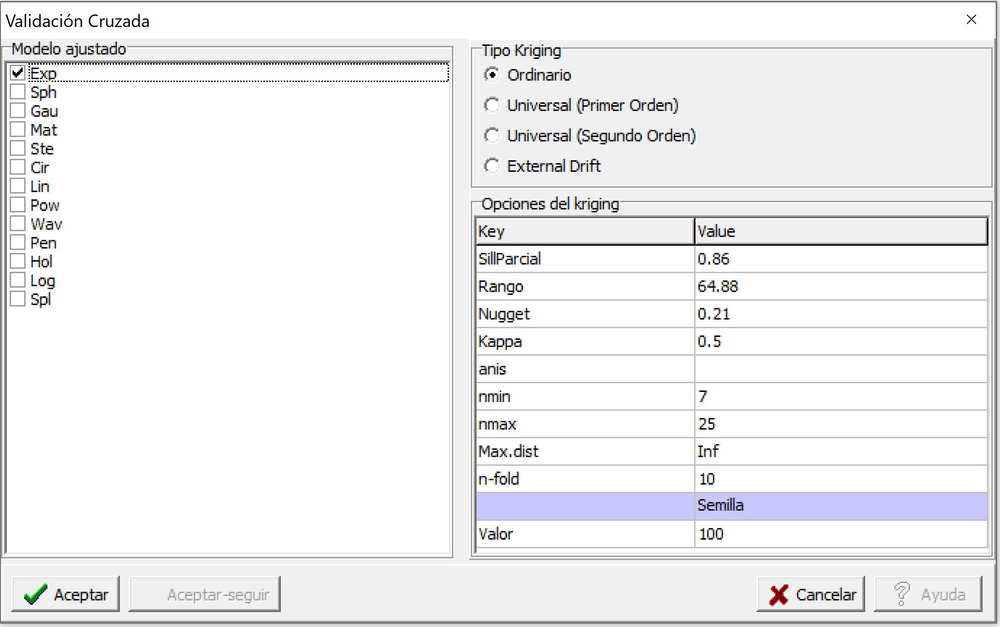 Validación Cruzada
Modelo ajustado
Exp
Sph
Gau
Mat
Ste
Cir
Lin
Pow
Wav
Pen
Hol
Log
Spl
Tipo Kriging
Ordinario
Universal (Primer Orden)
Universal (Segundo Orden)
External Drift
Opciones del kriging
Key Value
SillParcial 0.86
Rango 64.88
Nugget 0.21
Kappa 0.5
anis
nmin 7
nmax 25
Max.dist Inf
n-fold 10
Semilla
Valor 100
Aceptar Aceptar-seguir Cancelar Ayuda